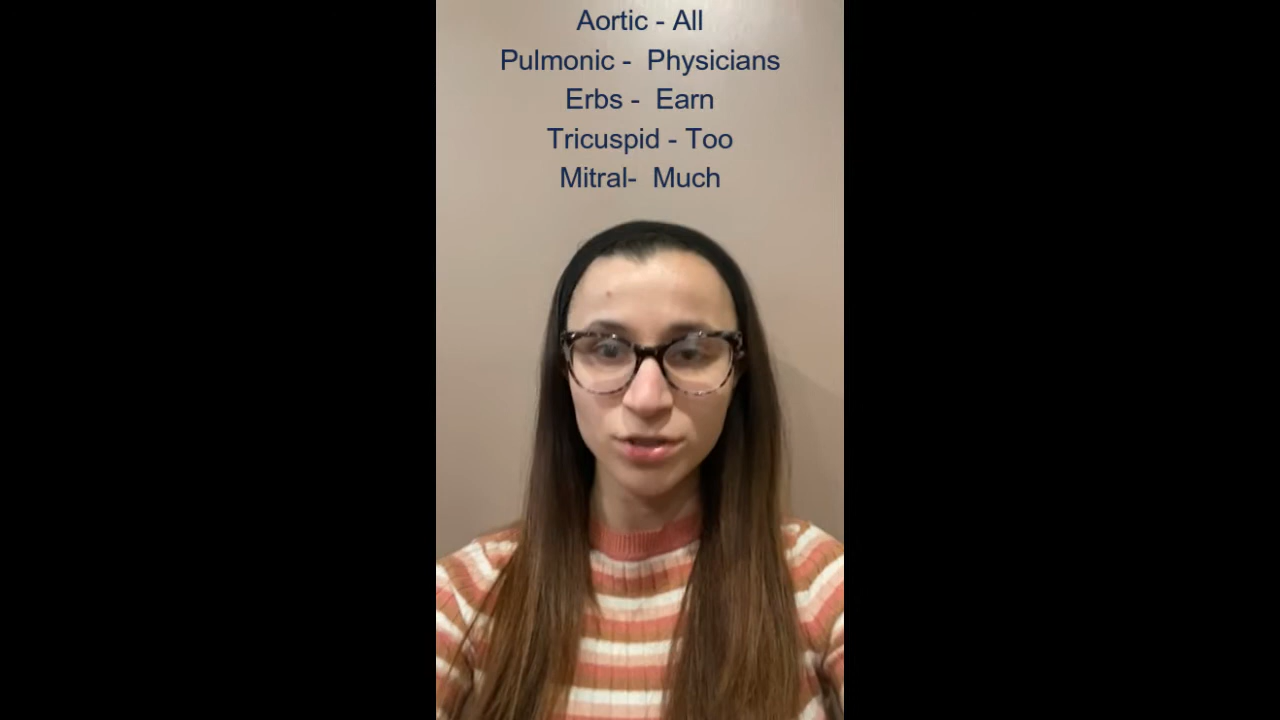 Aortic - All
Pulmonic -  Physicians
Erbs -  Earn
Tricuspid - Too
Mitral-  Much